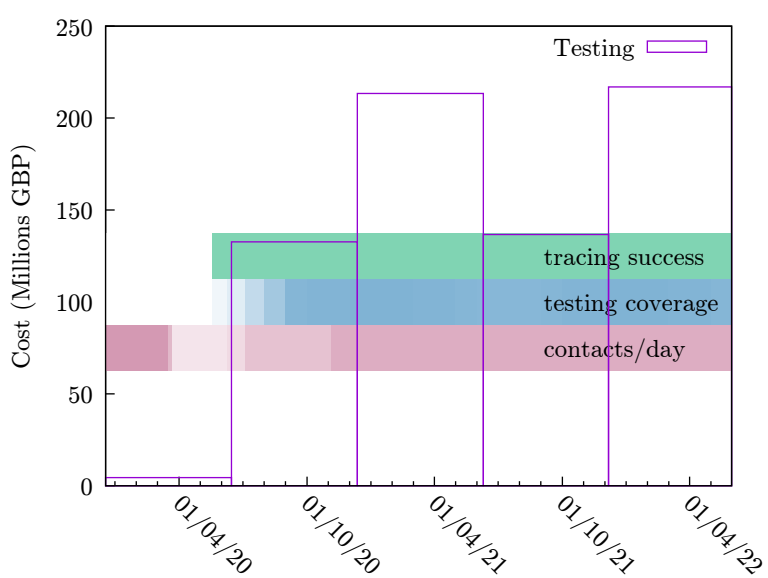 250
200
150
100
50
0
Cost (Millions GBP)
Testing
tracing success
testing coverage
contacts/day
01/04/20
01/10/20
01/04/21
01/10/21
01/04/22